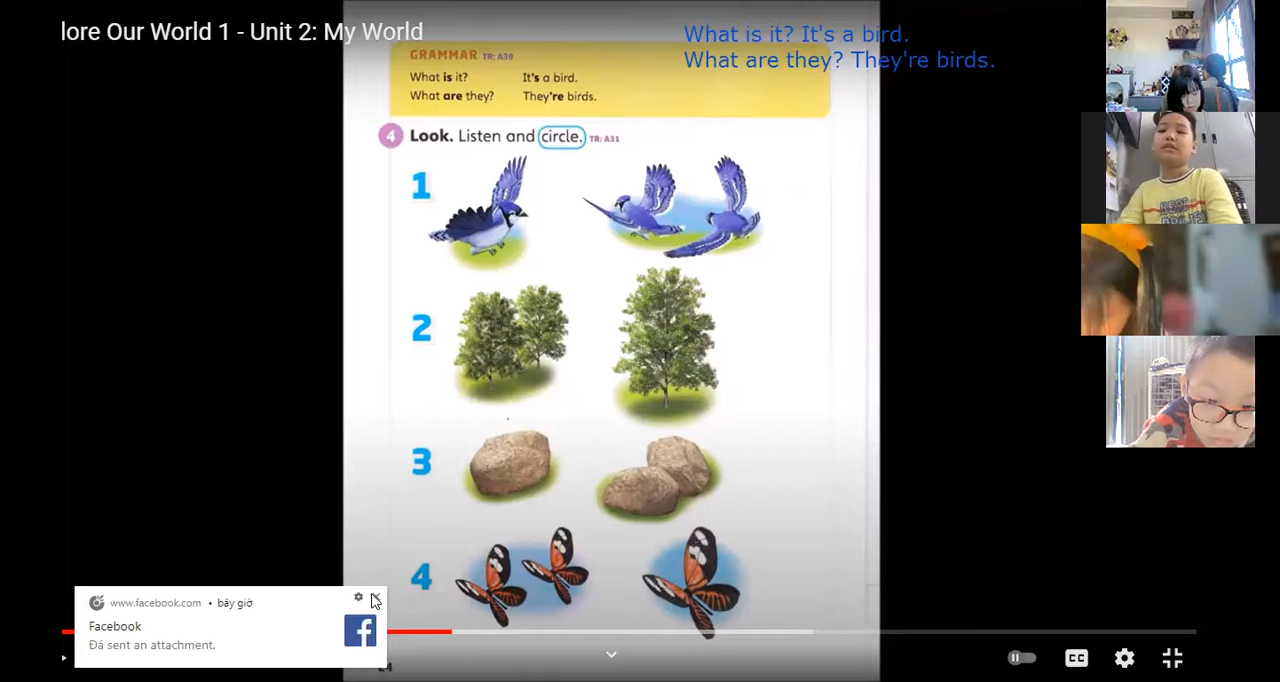 lore Our World 1 - Unit 2: My World
What is it? It's a bird.
What are they? They're birds.
GRAMMAR TR: A30
What is it? It's a bird.
What are they? They're birds.
4 Look. Listen and circle. TR: A31
1
2
3
4
www.facebook.com • bây giờ
Facebook
Đá sent an attachment.
CC